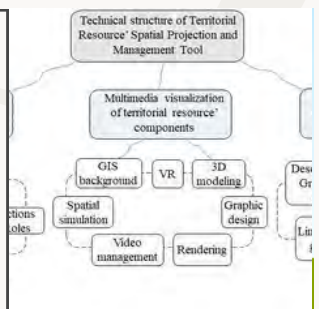 Technical structure of Territorial
Resource' Spatial Projection and
Management Tool
Multimedia visualization
of territorial resource'
components
GIS
background
VR
3D
modeling
Spatial
simulation
Graphic
design
Video
management
Rendering